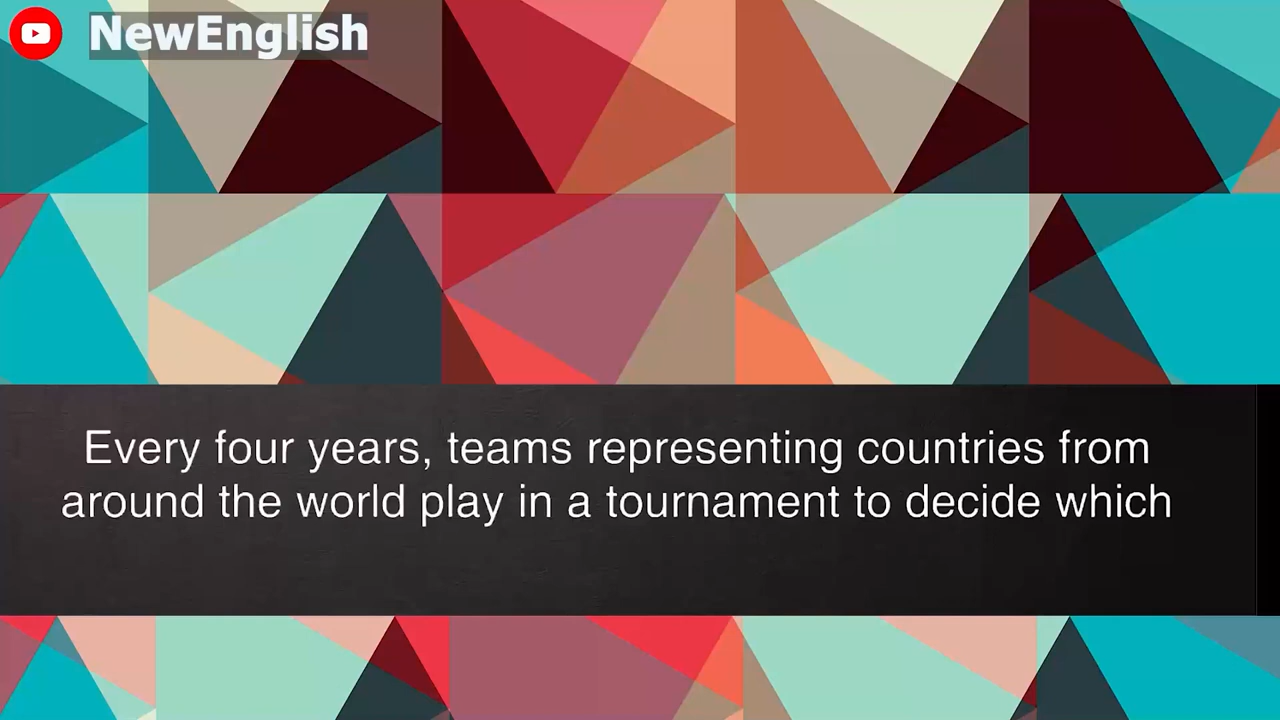 NewEnglish
Every four years, teams representing countries from
around the world play in a tournament to decide which